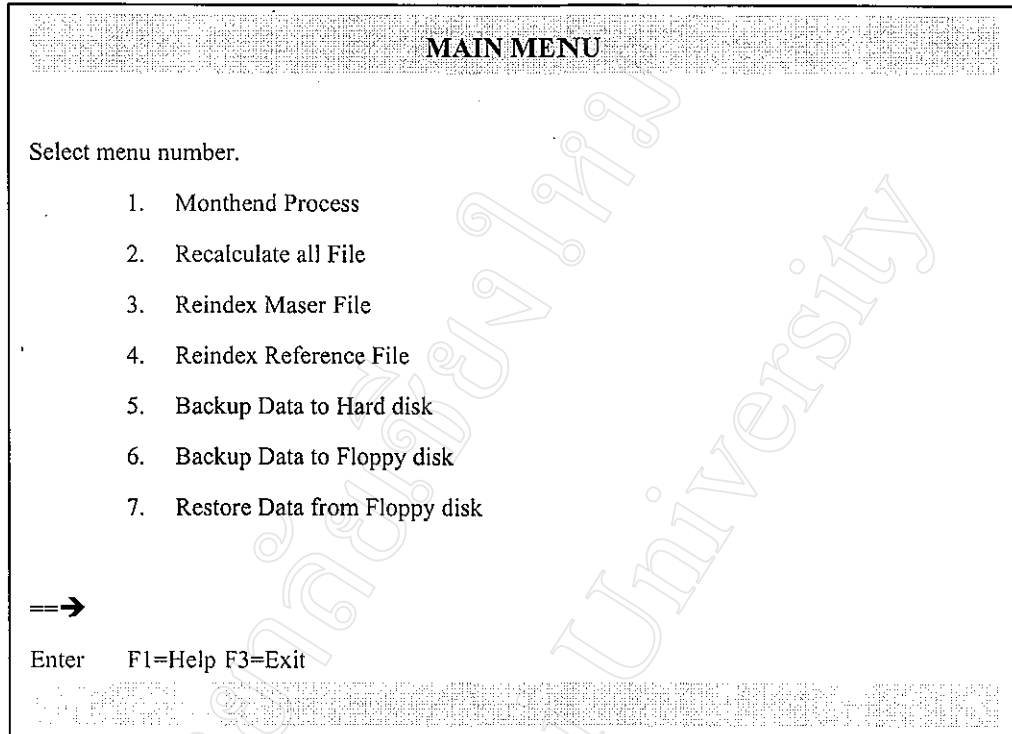 MAIN MENU
Select menu number.
1. Monthend Process
2. Recalculate all File
3. Reindex Maser File
4. Reindex Reference File
5. Backup Data to Hard disk
6. Backup Data to Floppy disk
7. Restore Data from Floppy disk
==➔
Enter F1=Help F3=Exit
University